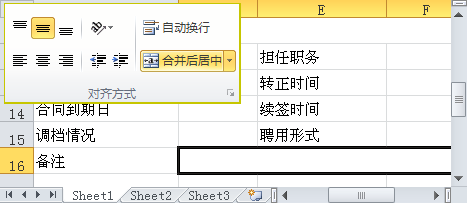 E F
自动换行
担任职务
合并后居中
转正时间
对齐方式
14 合同到期日 续签时间
15 调档情况 聘用形式
16 备注
Sheet1 Sheet2 Sheet3